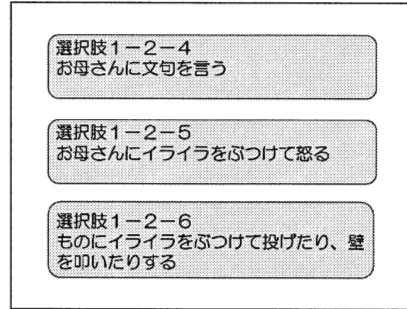 選択肢1－2－4
お母さんに文句を言う
選択肢1－2－5
お母さんにイライラをぶつけて怒る
選択肢1－2－6
ものにイライラをぶつけて投げたり、壁
を叩いたりする